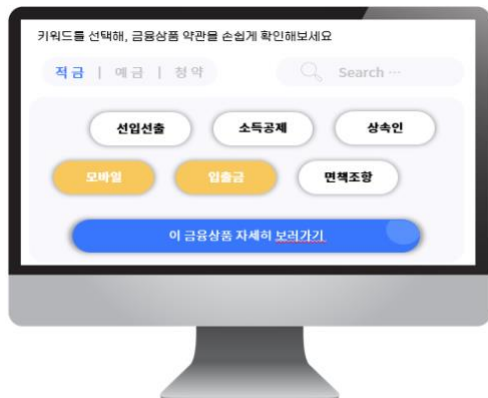 키워드를 선택해, 금융상품 약관을 손쉽게 확인해보세요
적금 | 예금 | 청약
Search ...
선입선출 소득공제 상속인
모바일 입출금 면책조항
이 금융상품 자세히 보러가기